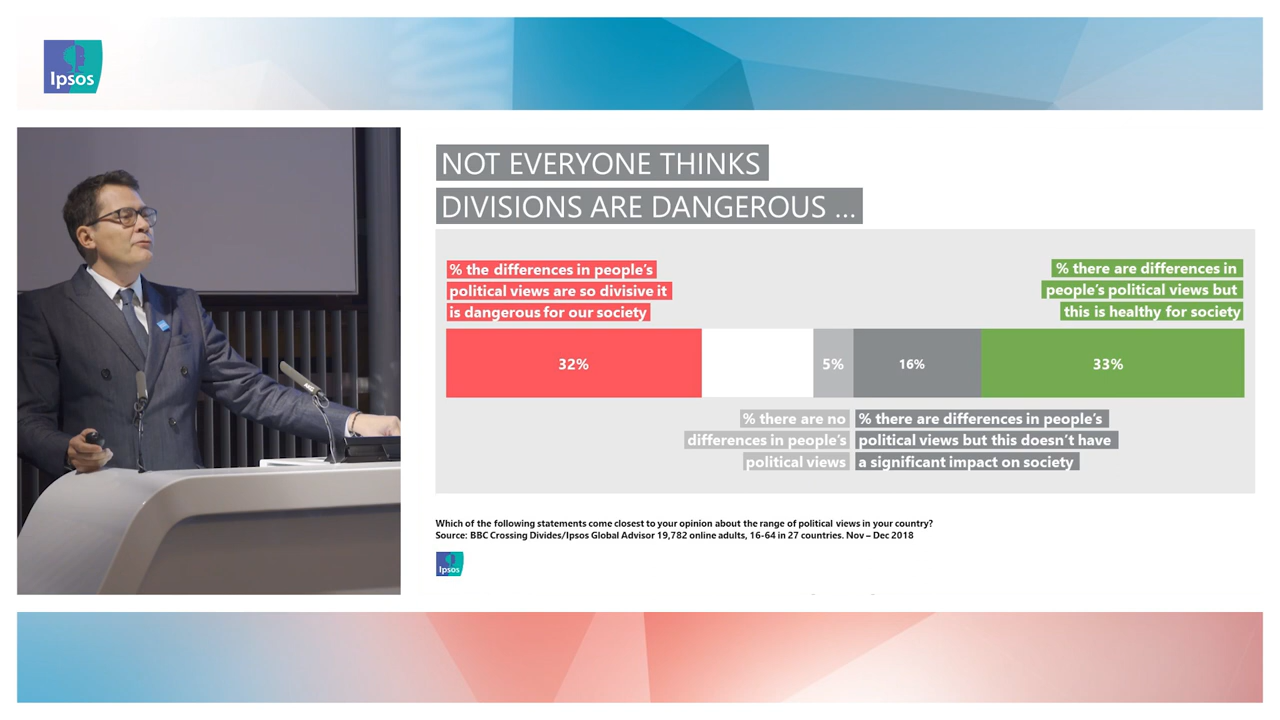 Ipsos
NOT EVERYONE THINKS
DIVISIONS ARE DANGEROUS ...
% the differences in people's
political views are so divisive it
is dangerous for our society
% there are differences in
people's political views but
this is healthy for society
32%
5%
16%
33%
% there are no
differences in people's
political views
% there are differences in people's
political views but this doesn't have
a significant impact on society
Which of the following statements come closest to your opinion about the range of political views in your country?
Source: BBC Crossing Divides/Ipsos Global Advisor 19,782 online adults, 16-64 in 27 countries. Nov – Dec 2018
Ipsos